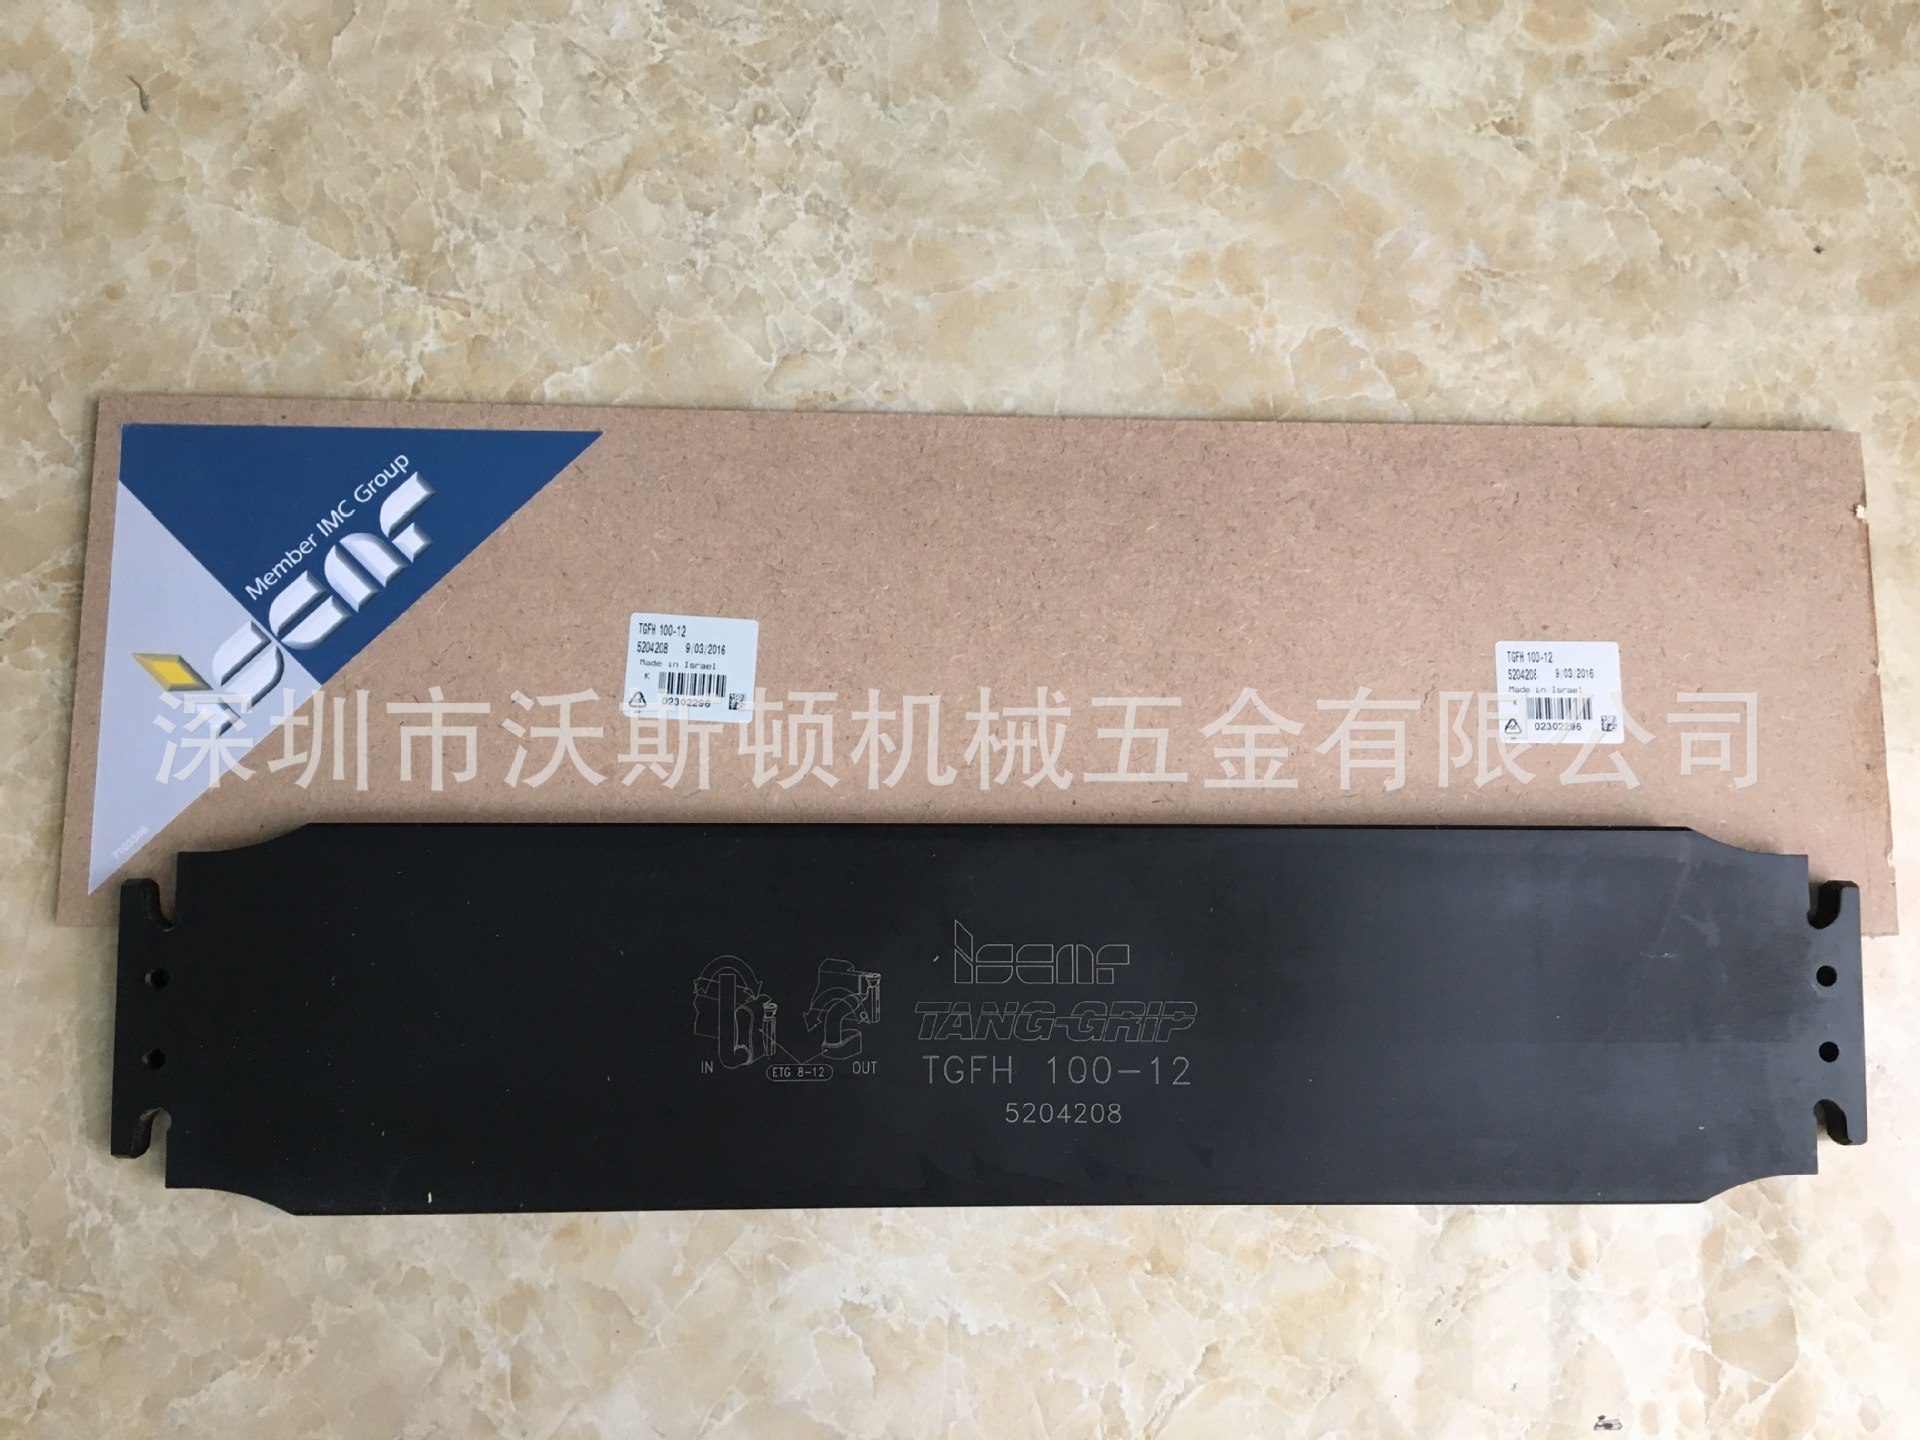 Member IMC Group
iscar
TGFH 100-12
5204208 9/03/2016
Made in Israel
K
02302296
TGFH 100-12
5204208 9/03/2016
Made in Israel
K
02302296
深圳市沃斯顿机械五金有限公司
7103346
iscar
TANG-GRIP
IN
ETG 8-12
OUT
TGFH 100-12
5204208